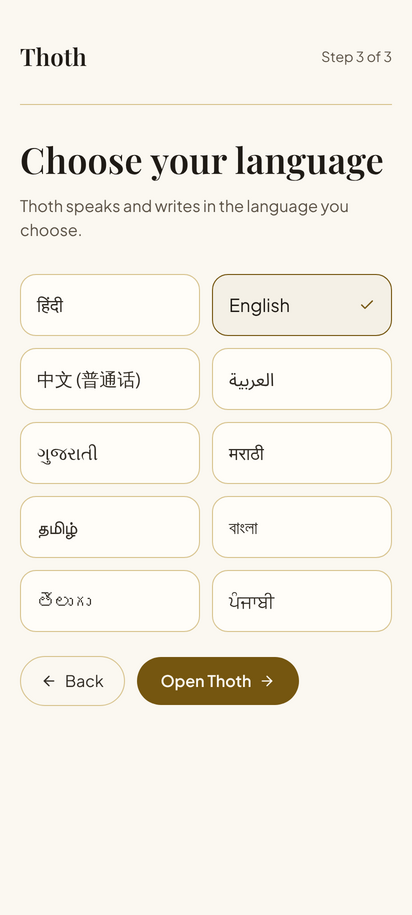 Thoth
Step 3 of 3
Choose your language
Thoth speaks and writes in the language you
choose.
हिंदी
English
中文 (普通话)
العربية
ગુજરાતી
मराठी
தமிழ்
বাংলা
తెలుగు
ਪੰਜਾਬੀ
← Back
Open Thoth →